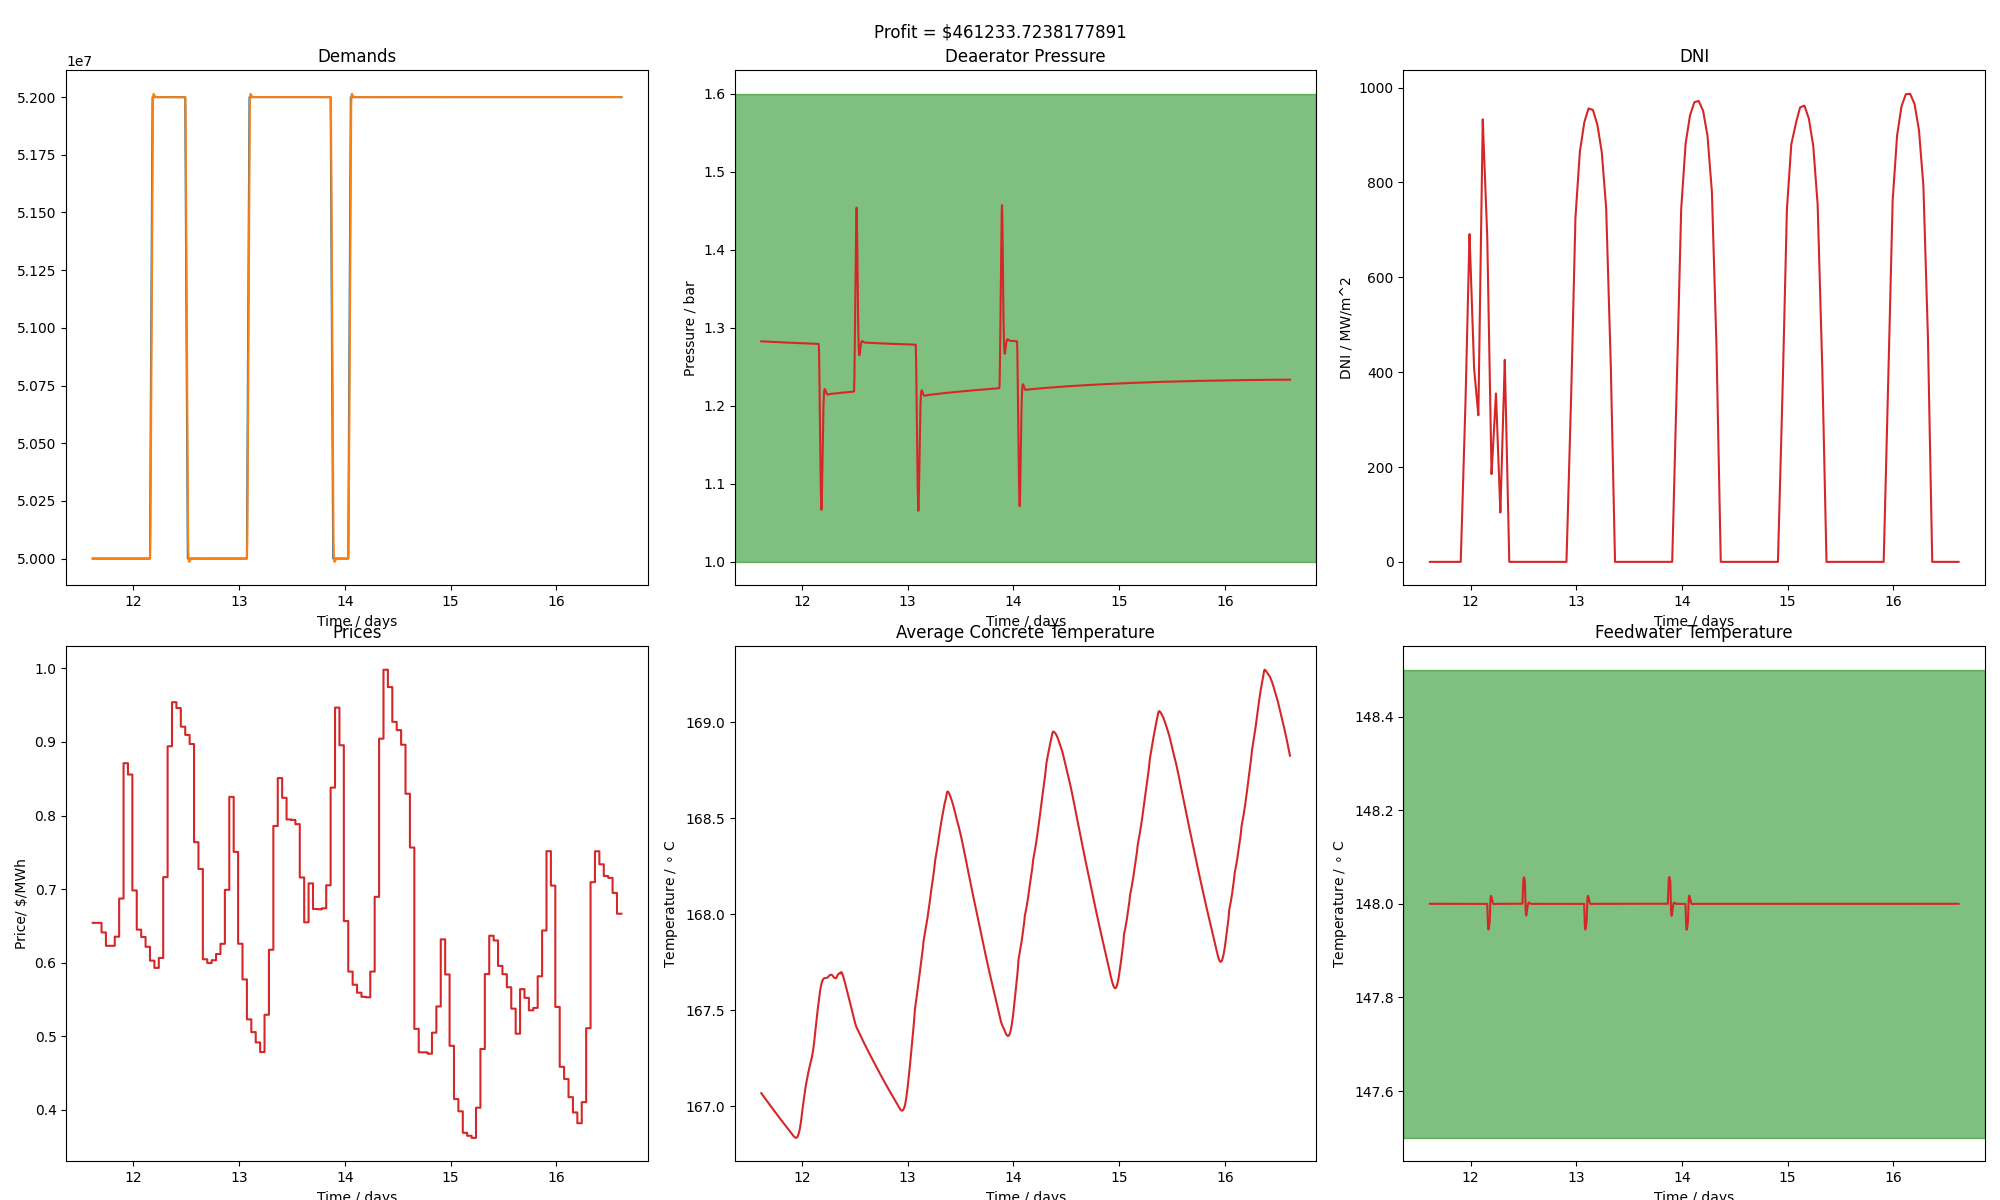 Profit = $461233.7238177891
Demands
1e7
5.200
5.175
5.150
5.125
5.100
5.075
5.050
5.025
5.000
12 13 14 15 16
Time / days
Deaerator Pressure
Pressure / bar
1.6
1.5
1.4
1.3
1.2
1.1
1.0
12 13 14 15 16
Time / days
DNI
DNI / MW/m^2
1000
800
600
400
200
0
12 13 14 15 16
Time / days
Prices
Price/ $/MWh
1.0
0.9
0.8
0.7
0.6
0.5
0.4
12 13 14 15 16
Time / days
Average Concrete Temperature
Temperature / ∘ C
169.0
168.5
168.0
167.5
167.0
12 13 14 15 16
Time / days
Feedwater Temperature
Temperature / ∘ C
148.4
148.2
148.0
147.8
147.6
12 13 14 15 16
Time / days